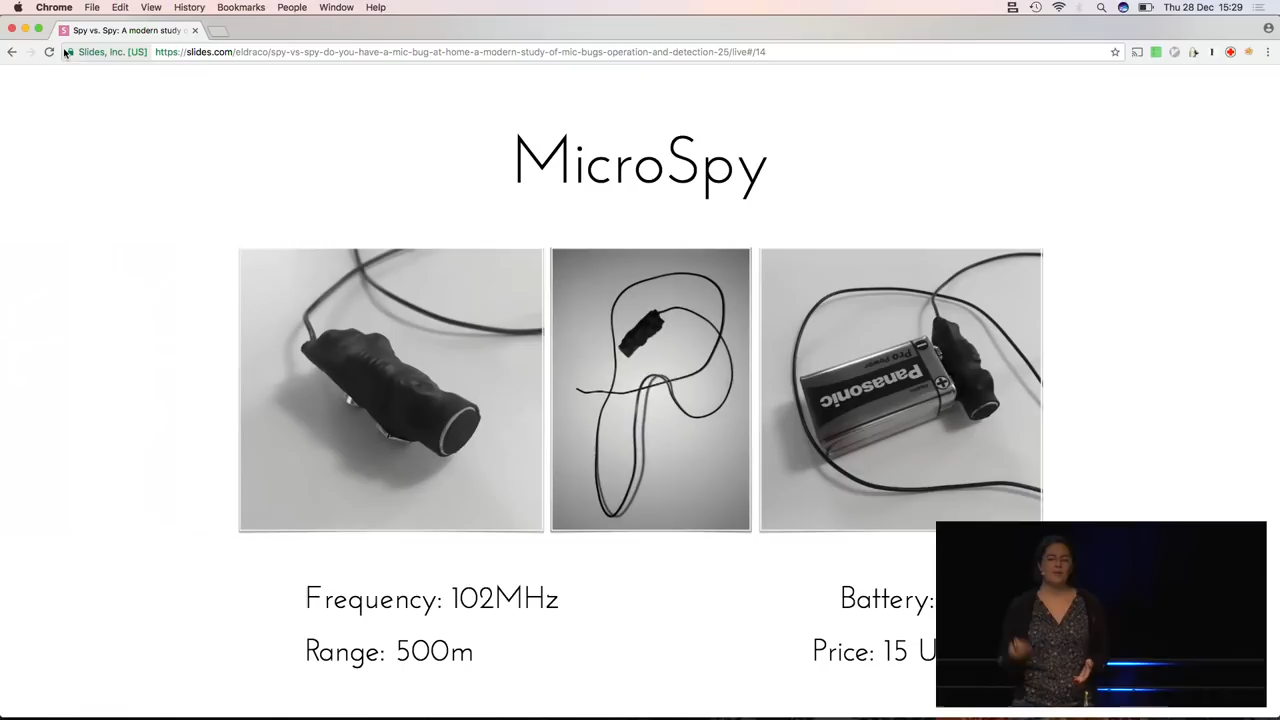 Chrome File Edit View History Bookmarks People Window Help Thu 28 Dec 15:29
Spy vs. Spy: A modern study o
Slides, Inc. [US] https://slides.com/eldraco/spy-vs-spy-do-you-have-a-mic-bug-at-home-a-modern-study-of-mic-bugs-operation-and-detection-25/live#/14
MicroSpy
Pro Power
Panasonic
Frequency: 102MHz
Battery:
Range: 500m
Price: 15 U